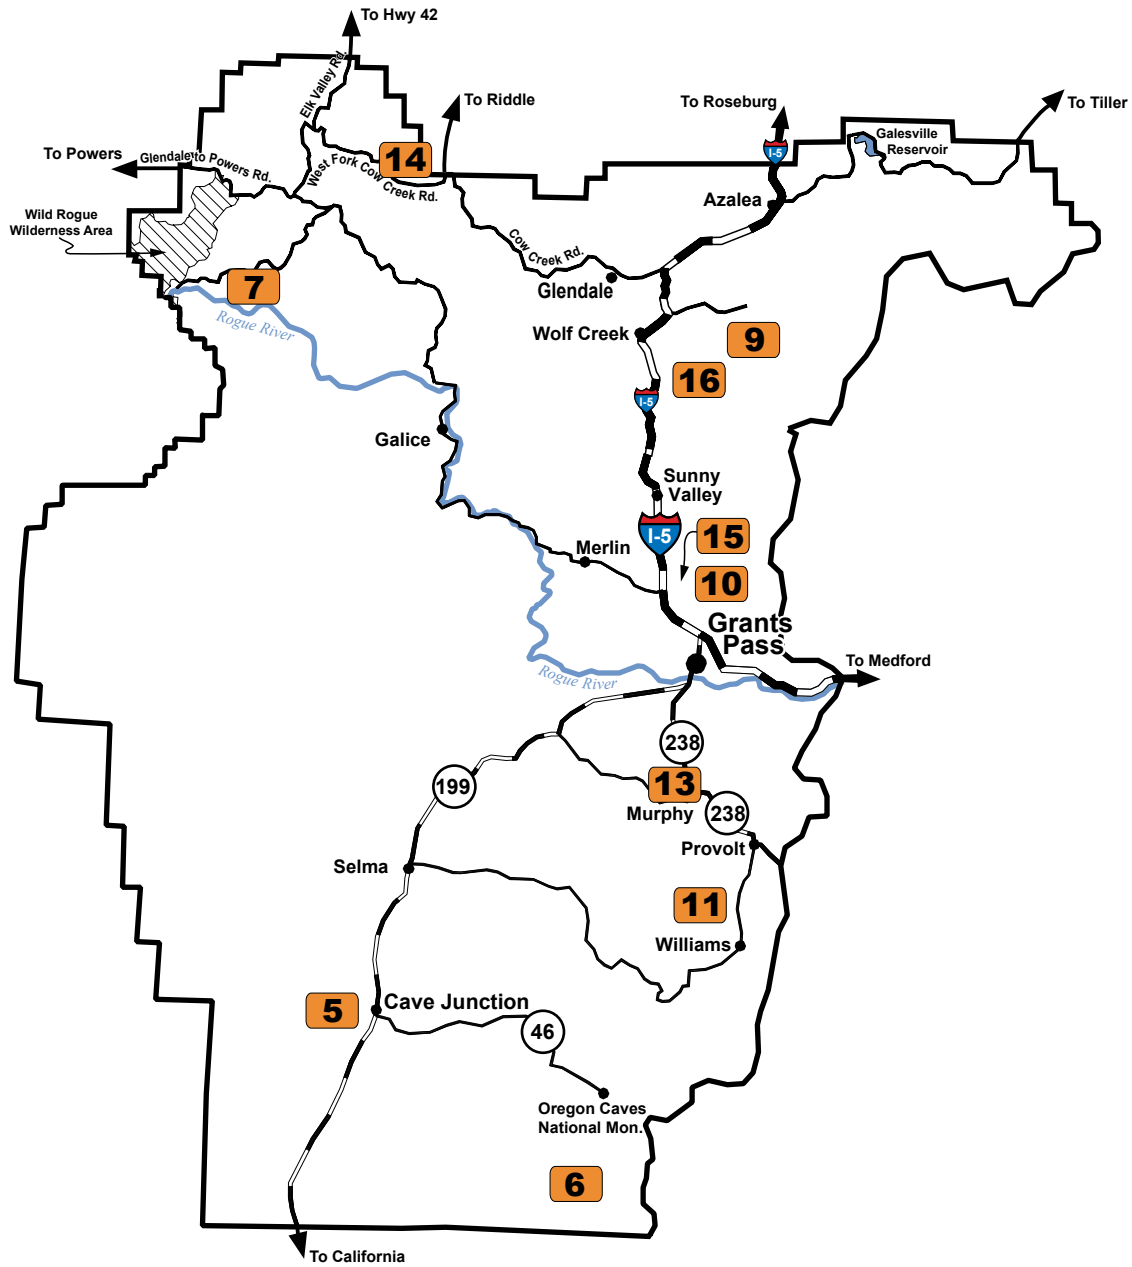 To Hwy 42
Elk Valley Rd.
To Riddle
To Roseburg
To Tiller
I-5
Galesville
Reservoir
To Powers
Glendale to Powers Rd.
West Fork Cow Creek Rd.
14
Azalea
Wild Rogue
Wilderness Area
Cow Creek Rd.
7
Glendale
Rogue River
Wolf Creek
9
16
I-5
Galice
Sunny
Valley
I-5
15
Merlin
10
Grants
Pass
To Medford
Rogue River
238
199
13
Murphy
238
Provolt
Selma
11
Williams
5
Cave Junction
46
Oregon Caves
National Mon.
6
To California